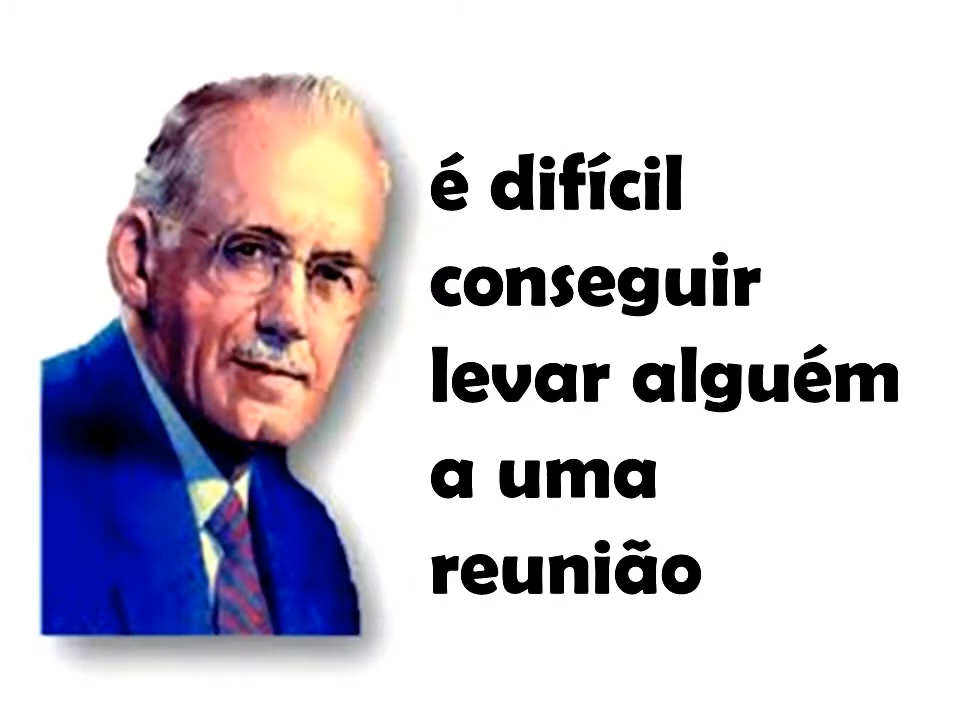 é difícil
conseguir
levar alguém
a uma
reunião